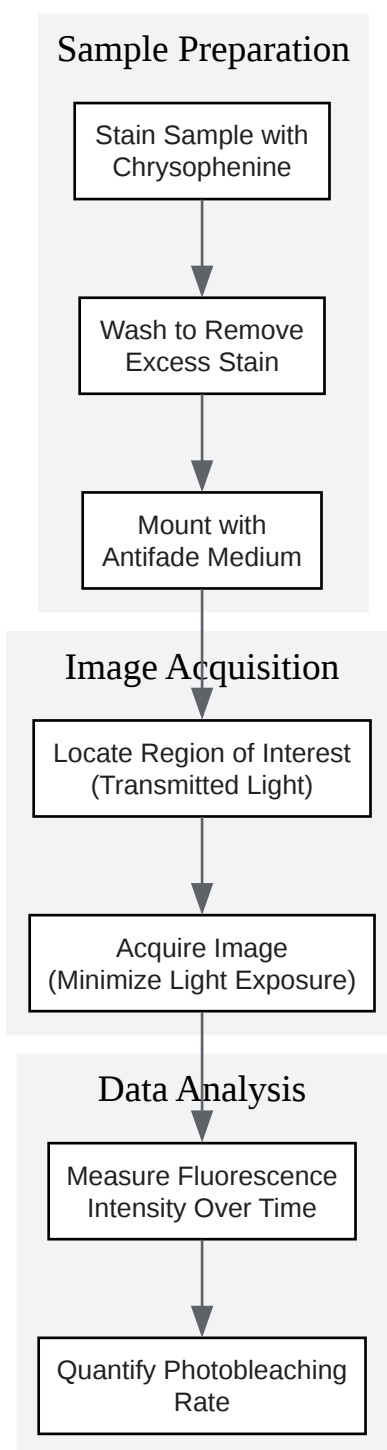 Sample Preparation
Stain Sample with
Chrysophenine
Wash to Remove
Excess Stain
Mount with
Antifade Medium
Image Acquisition
Locate Region of Interest
(Transmitted Light)
Acquire Image
(Minimize Light Exposure)
Data Analysis
Measure Fluorescence
Intensity Over Time
Quantify Photobleaching
Rate